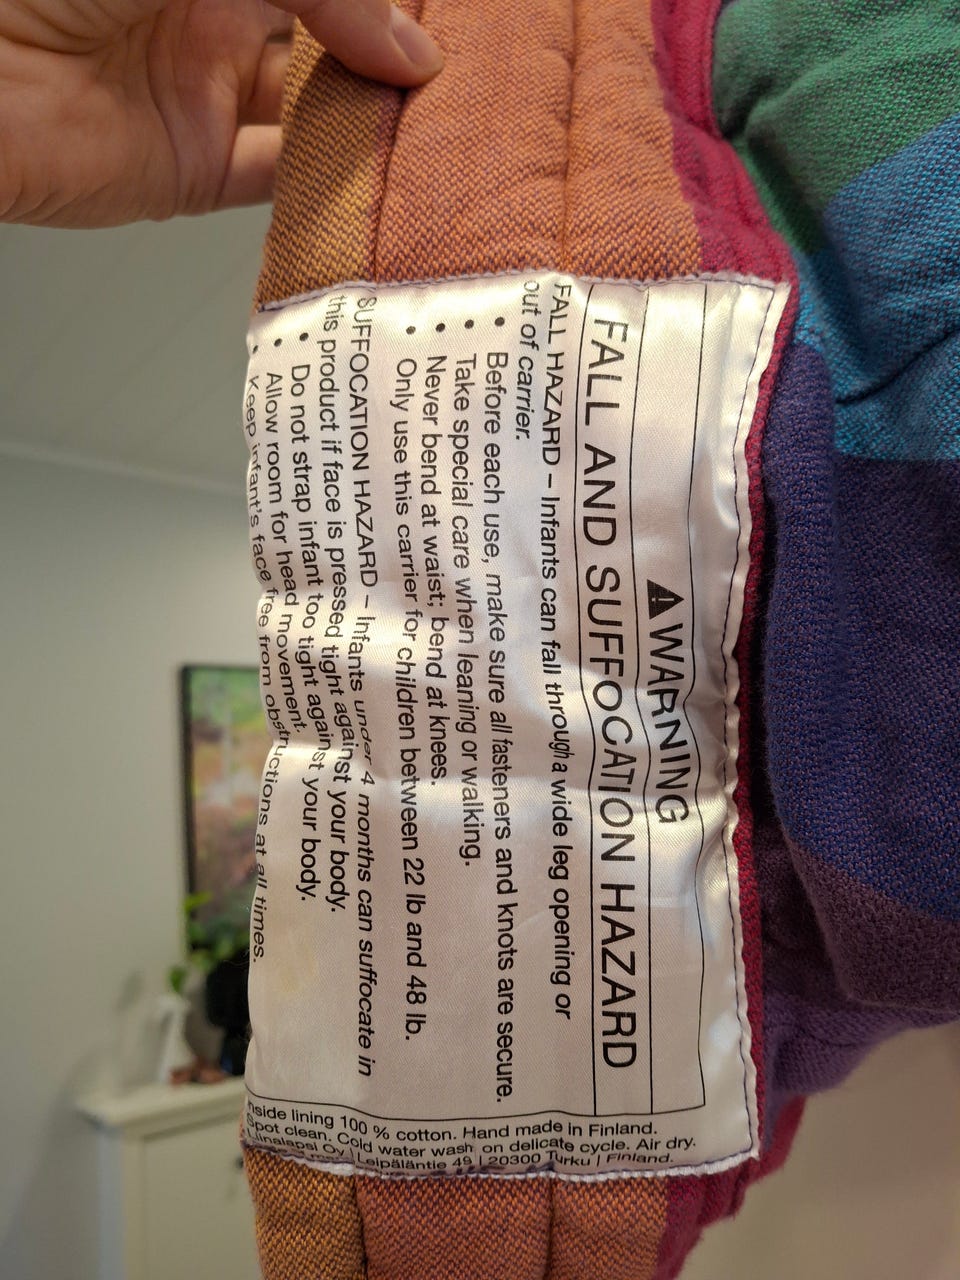 ⚠WARNING
FALL AND SUFFOCATION HAZARD
FALL HAZARD – Infants can fall through a wide leg opening or
out of carrier.
• Before each use, make sure all fasteners and knots are secure.
• Take special care when leaning or walking.
• Never bend at waist; bend at knees.
• Only use this carrier for children between 22 lb and 48 lb.
SUFFOCATION HAZARD – Infants under 4 months can suffocate in
this product if face is pressed tight against your body.
• Do not strap infant too tight against your body.
• Allow room for head movement.
• Keep infant's face free from obstructions at all times.
Inside lining 100 % cotton. Hand made in Finland.
Spot clean. Cold water wash on delicate cycle. Air dry.
Liinalapsi Oy | Leipäläntie 49 | 20300 Turku | Finland.